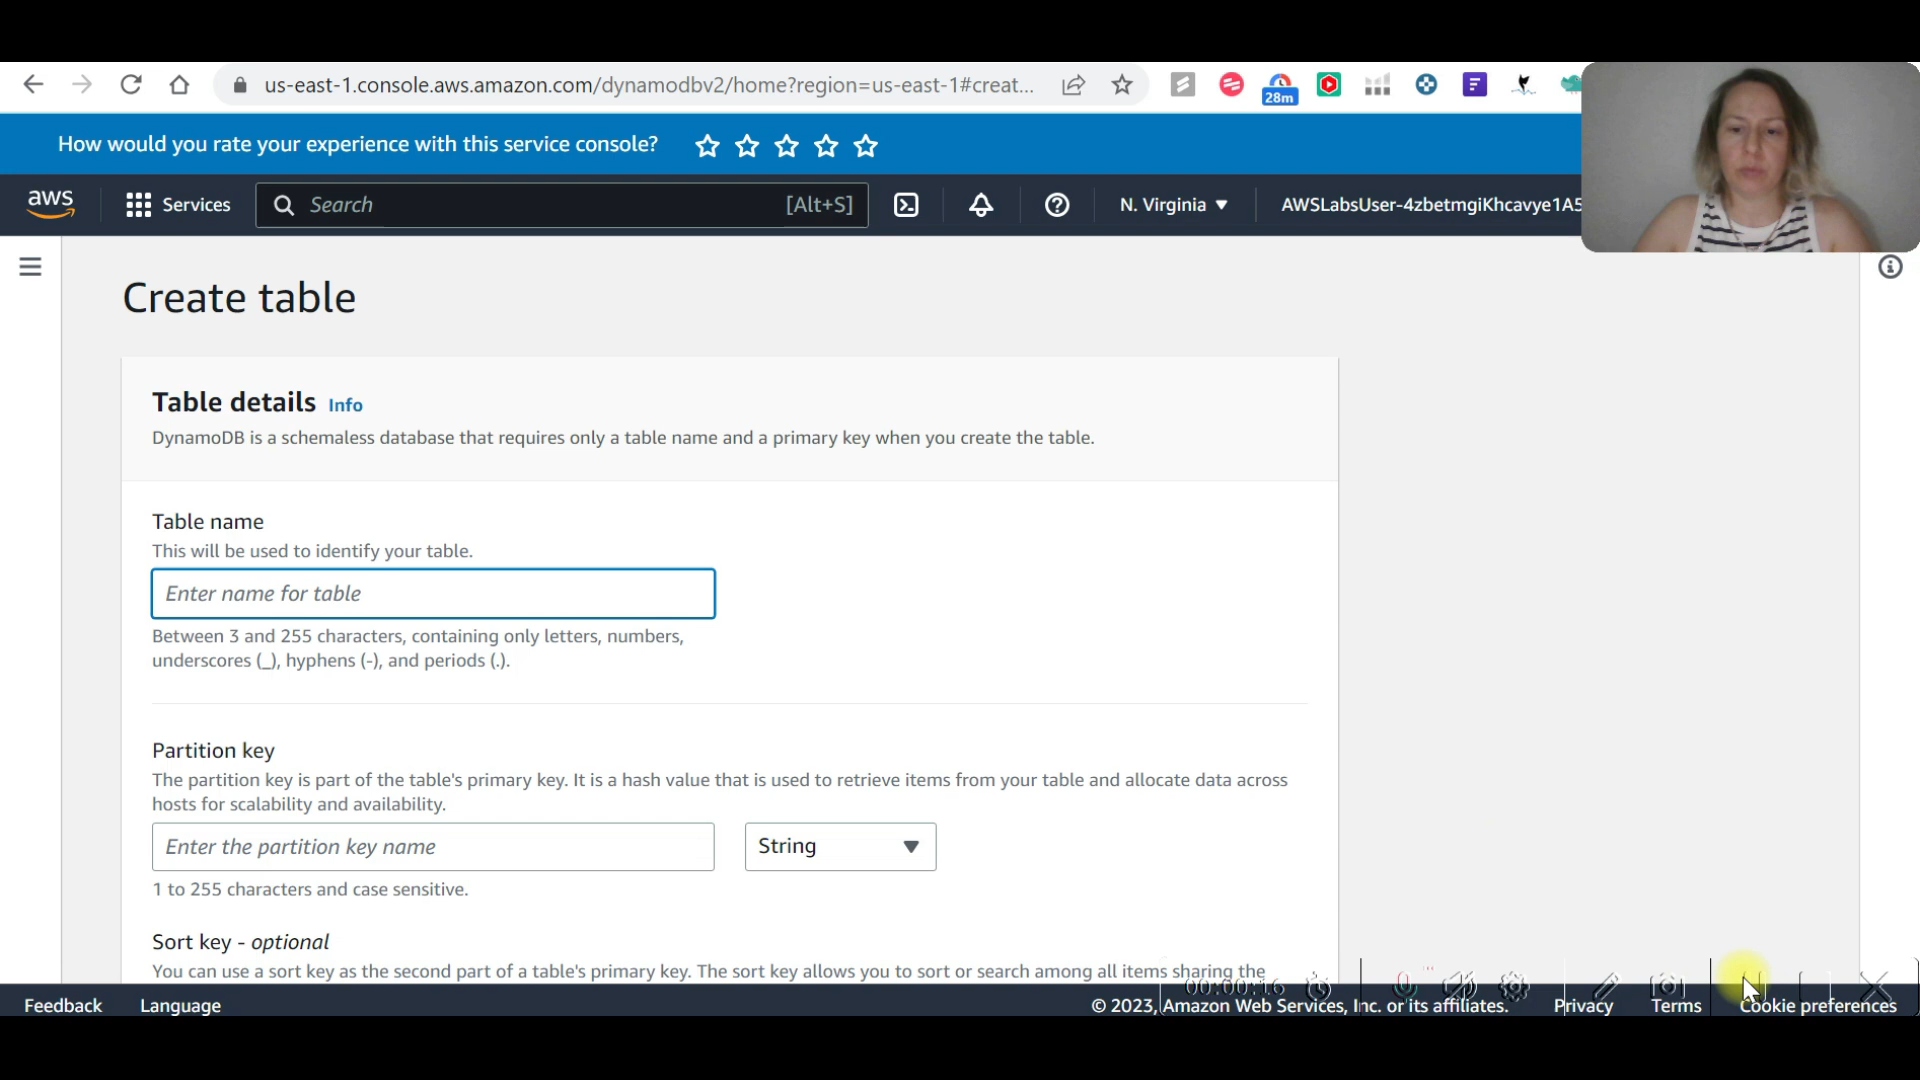 us-east-1.console.aws.amazon.com/dynamodbv2/home?region=us-east-1#creat...
28m
How would you rate your experience with this service console?
aws
Services
Search
[Alt+S]
N. Virginia
AWSLabsUser-4zbetmgiKhcavye1A5
Create table
Table details Info
DynamoDB is a schemaless database that requires only a table name and a primary key when you create the table.
Table name
This will be used to identify your table.
Enter name for table
Between 3 and 255 characters, containing only letters, numbers,
underscores (_), hyphens (-), and periods (.).
Partition key
The partition key is part of the table's primary key. It is a hash value that is used to retrieve items from your table and allocate data across
hosts for scalability and availability.
Enter the partition key name
String
1 to 255 characters and case sensitive.
Sort key - optional
You can use a sort key as the second part of a table's primary key. The sort key allows you to sort or search among all items sharing the
00:00:16
Feedback
Language
© 2023, Amazon Web Services, Inc. or its affiliates.
Privacy
Terms
Cookie preferences